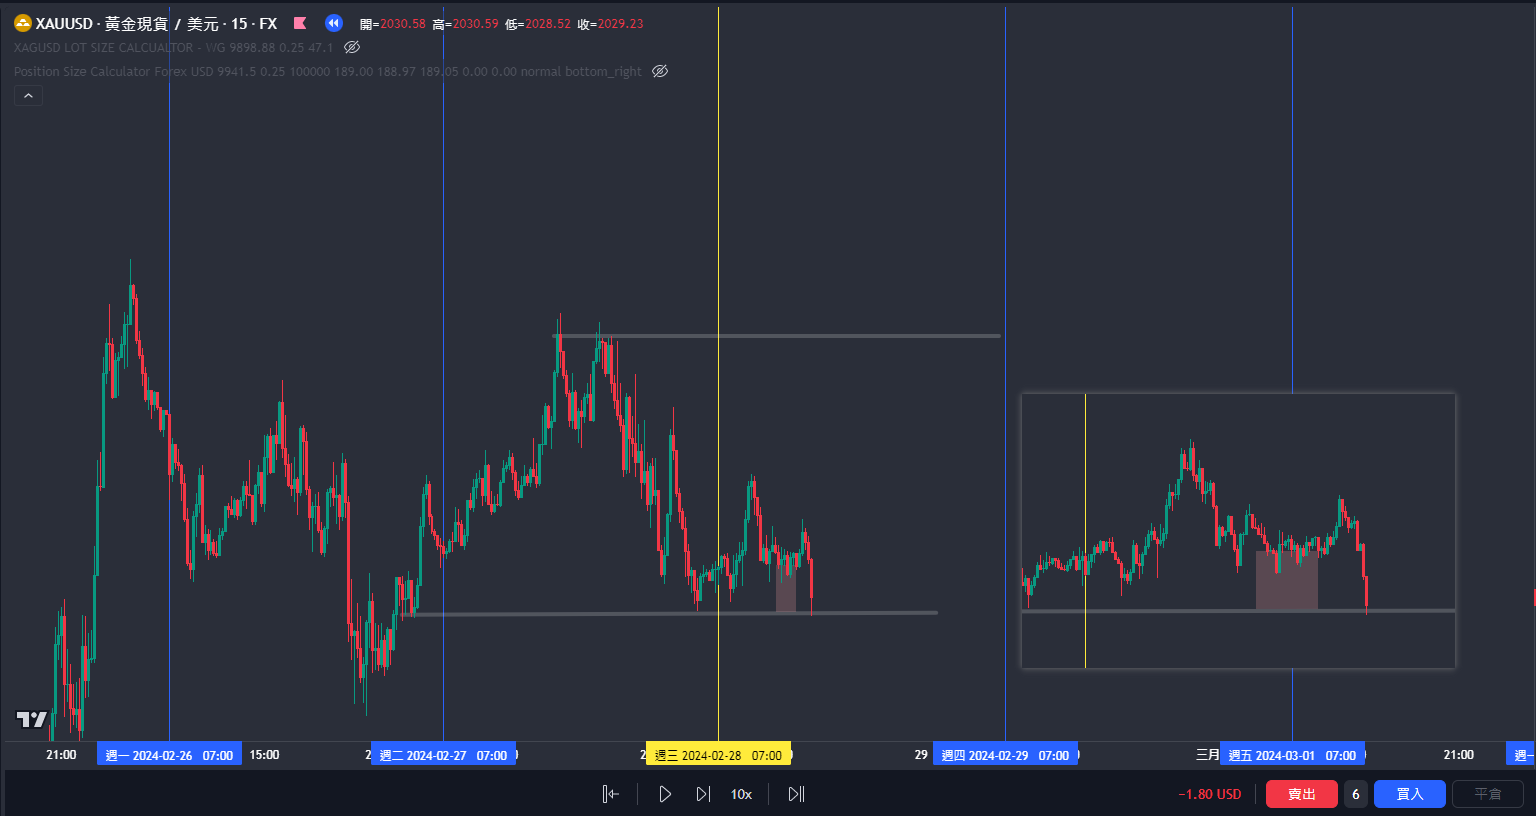 XAUUSD · 黃金現貨 / 美元 · 15 · FX 開=2030.58 高=2030.59 低=2028.52 收=2029.23
XAGUSD LOT SIZE CALCUALTOR - WG 9898.88 0.25 47.1
Position Size Calculator Forex USD 9941.5 0.25 100000 189.00 188.97 189.05 0.00 0.00 normal bottom_right
21:00 週一 2024-02-26 07:00 15:00 週二 2024-02-27 07:00 週三 2024-02-28 07:00 29 週四 2024-02-29 07:00 三月 週五 2024-03-01 07:00 21:00 週一
10x −1.80 USD 賣出 6 買入 平倉